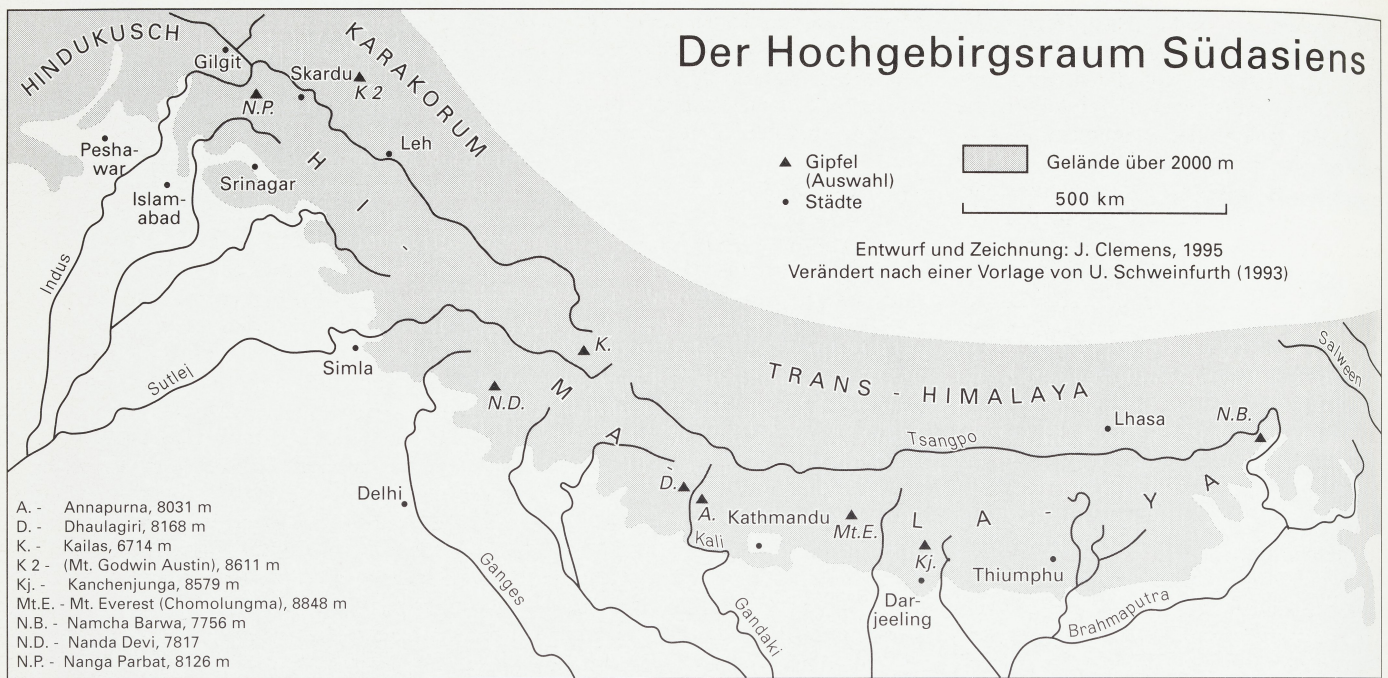 Der Hochgebirgsraum Südasiens
HINDUKUSCH
KARAKORUM
Gilgit
Skardu
K 2
N.P.
Leh
Pesha-
war
Srinagar
Islam-
abad
Indus
▲ Gipfel
(Auswahl)
• Städte
Gelände über 2000 m
500 km
Entwurf und Zeichnung: J. Clemens, 1995
Verändert nach einer Vorlage von U. Schweinfurth (1993)
HI-MA-LA-YA
K.
Simla
Sutlej
N.D.
TRANS - HIMALAYA
Salween
Lhasa
N.B.
Tsangpo
Delhi
D.
A.
Kathmandu
Mt.E.
Kali
Kj.
Thiumphu
Dar-
jeeling
Ganges
Gandaki
Brahmaputra
A. - Annapurna, 8031 m
D. - Dhaulagiri, 8168 m
K. - Kailas, 6714 m
K 2 - (Mt. Godwin Austin), 8611 m
Kj. - Kanchenjunga, 8579 m
Mt.E. - Mt. Everest (Chomolungma), 8848 m
N.B. - Namcha Barwa, 7756 m
N.D. - Nanda Devi, 7817
N.P. - Nanga Parbat, 8126 m